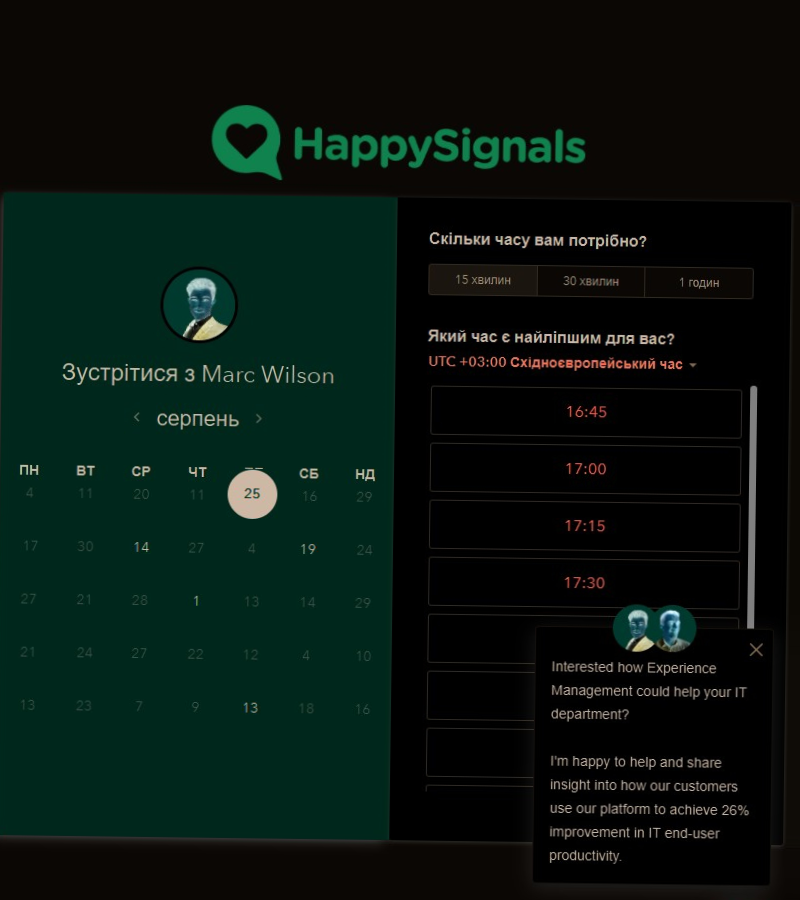 HappySignals
Зустрітися з Marc Wilson
серпень
ПН ВТ СР ЧТ СБ НД
4 11 20 11 25 16 29
17 30 14 27 4 19 24
27 21 28 1 13 14 29
21 24 27 22 12 4 10
13 23 7 9 13 18 16
Скільки часу вам потрібно?
15 хвилин 30 хвилин 1 годин
Який час є найліпшим для вас?
UTC +03:00 Східноєвропейський час
16:45
17:00
17:15
17:30
Interested how Experience
Management could help your IT
department?
I'm happy to help and share
insight into how our customers
use our platform to achieve 26%
improvement in IT end-user
productivity.